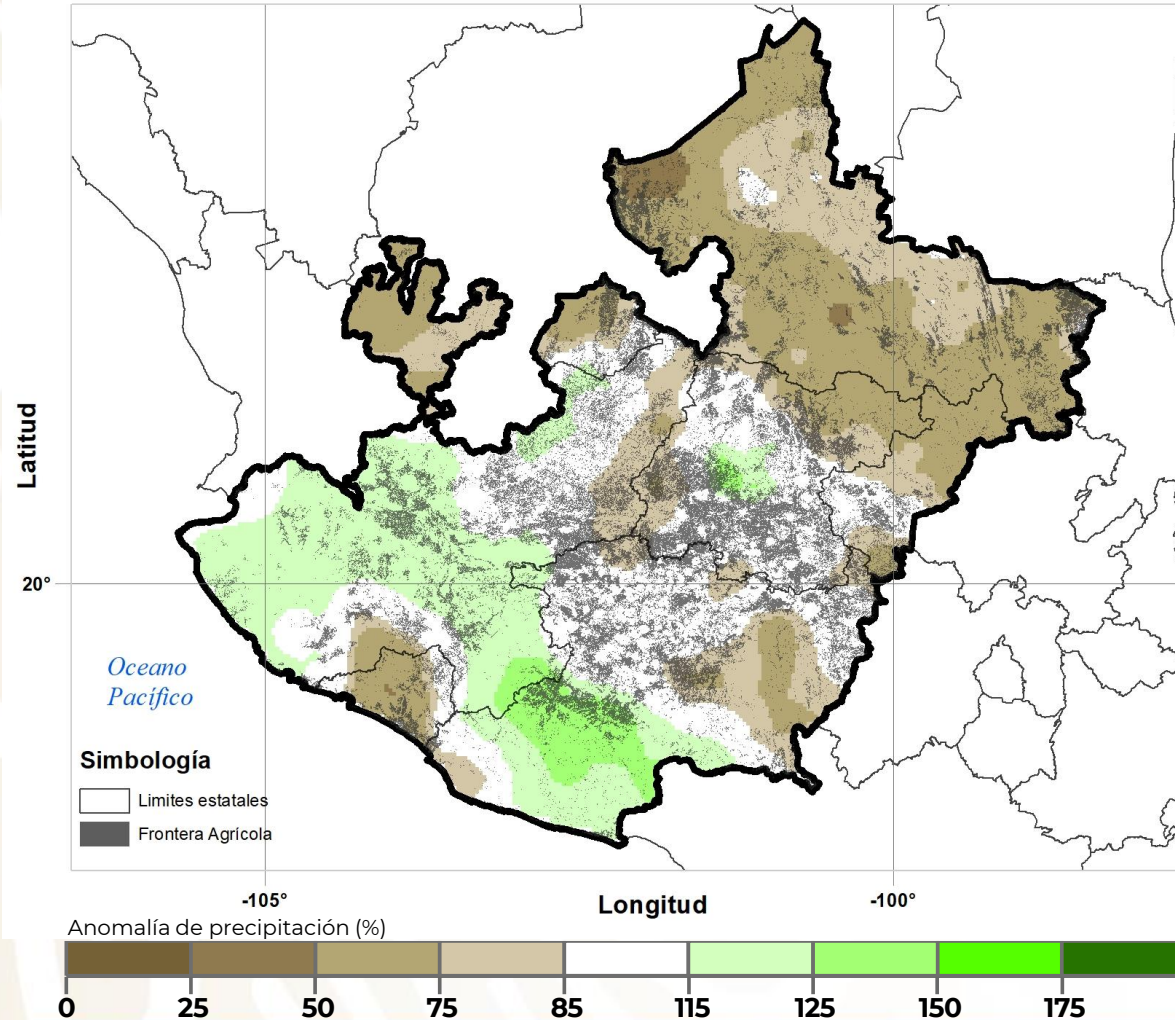 Latitud
20°
Oceano
Pacífico
Simbología
Limites estatales
Frontera Agrícola
-105°
Longitud
-100°
Anomalía de precipitación (%)
0 25 50 75 85 115 125 150 175